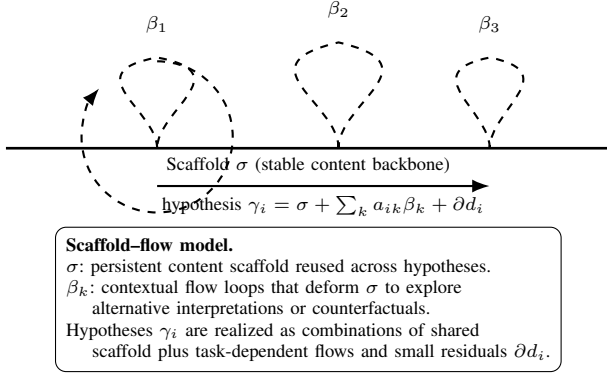 β₁ β₂ β₃
Scaffold σ (stable content backbone)
hypothesis γᵢ = σ + ∑ₖ aᵢₖβₖ + ∂dᵢ
Scaffold–flow model.
σ: persistent content scaffold reused across hypotheses.
βₖ: contextual flow loops that deform σ to explore
alternative interpretations or counterfactuals.
Hypotheses γᵢ are realized as combinations of shared
scaffold plus task-dependent flows and small residuals ∂dᵢ.